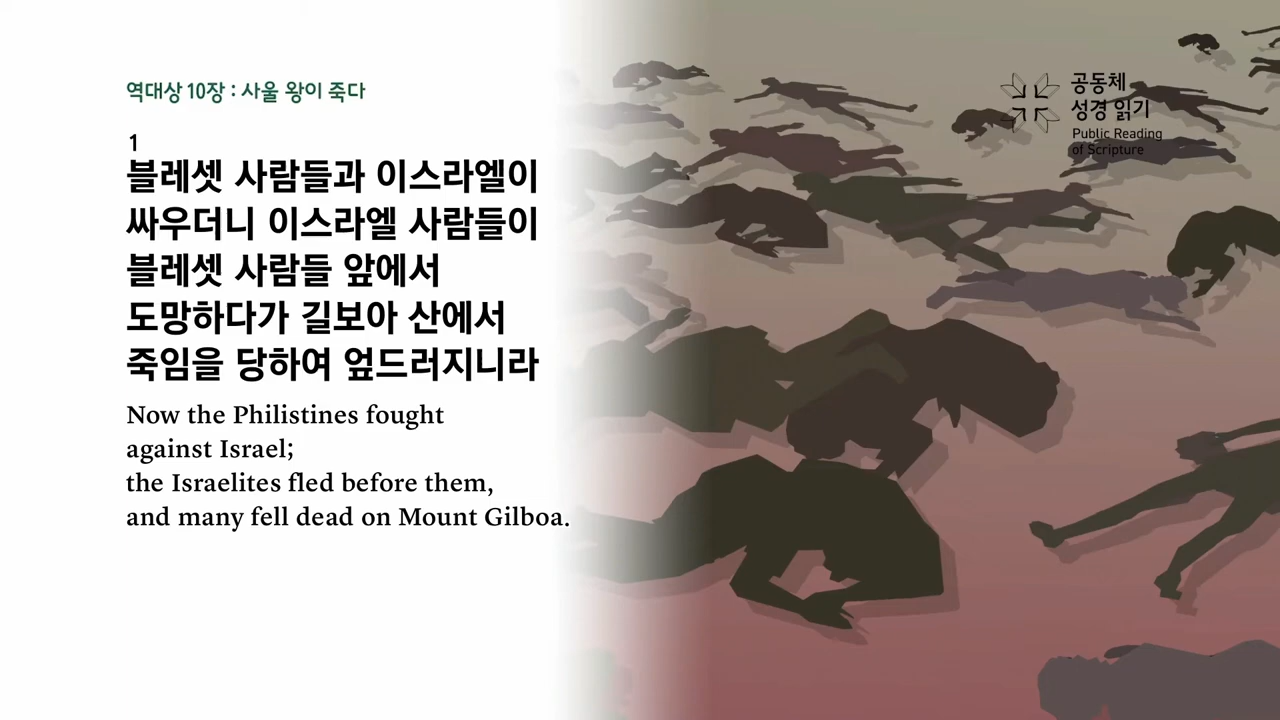 역대상 10장 : 사울 왕이 죽다
1
블레셋 사람들과 이스라엘이
싸우더니 이스라엘 사람들이
블레셋 사람들 앞에서
도망하다가 길보아 산에서
죽임을 당하여 엎드러지니라
Now the Philistines fought
against Israel;
the Israelites fled before them,
and many fell dead on Mount Gilboa.
공동체
성경 읽기
Public Reading
of Scripture